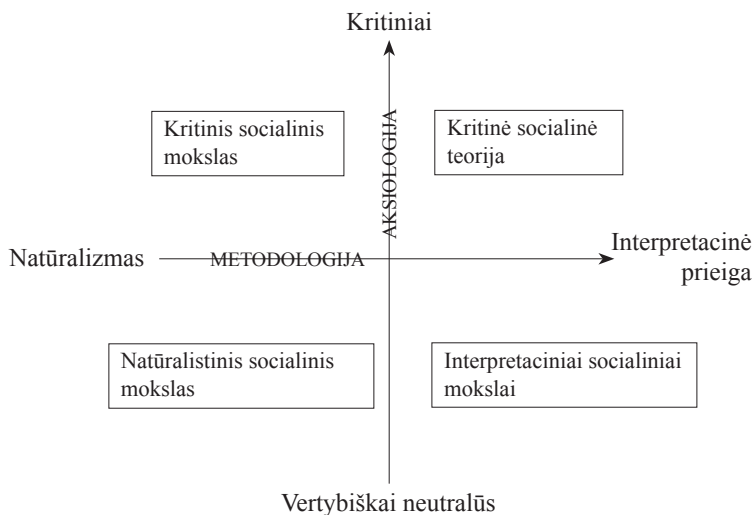 Kritiniai
AKSIOLOGIJA
Kritinis socialinis
mokslas
Kritinė socialinė
teorija
Natūralizmas
METODOLOGIJA
Interpretacinė
prieiga
Natūralistinis socialinis
mokslas
Interpretaciniai socialiniai
mokslai
Vertybiškai neutralūs